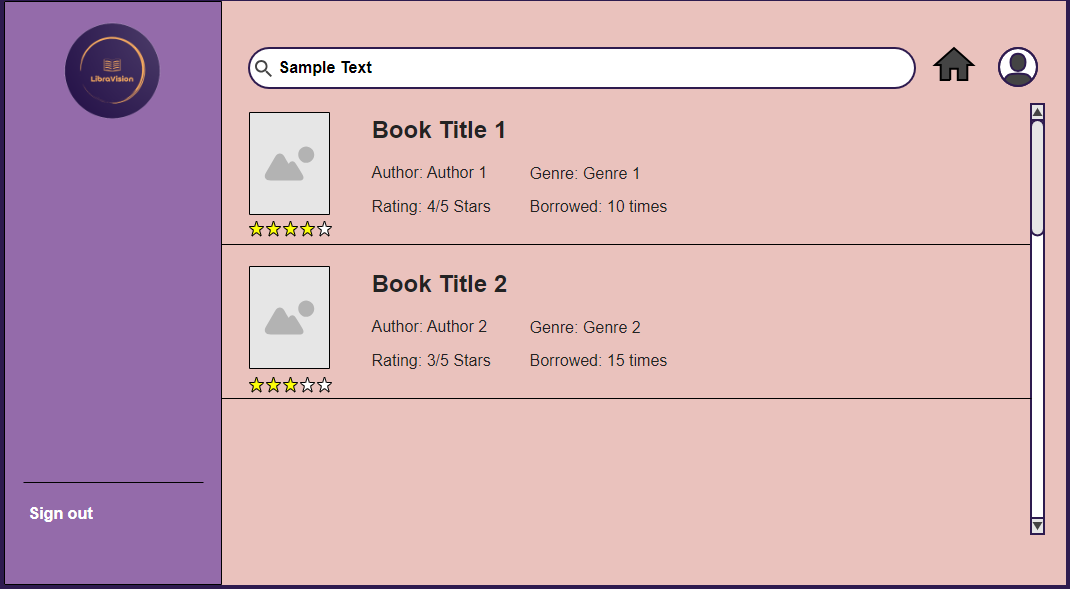 LibraVision
Sample Text
Book Title 1
Author: Author 1 Genre: Genre 1
Rating: 4/5 Stars Borrowed: 10 times
Book Title 2
Author: Author 2 Genre: Genre 2
Rating: 3/5 Stars Borrowed: 15 times
Sign out